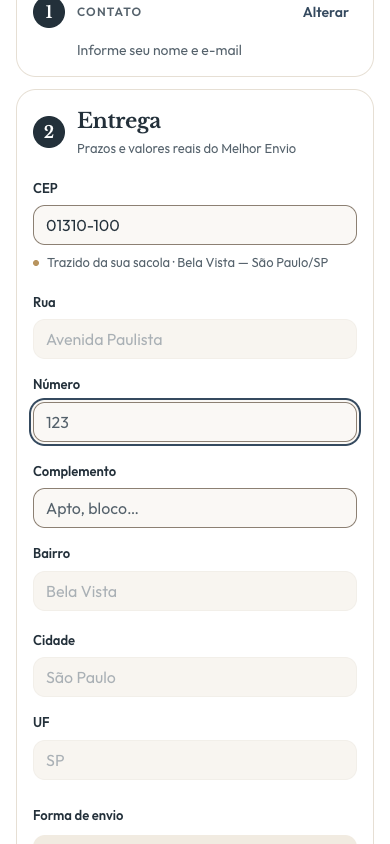 1 CONTATO Alterar
Informe seu nome e e-mail
2 Entrega
Prazos e valores reais do Melhor Envio
CEP
01310-100
Trazido da sua sacola · Bela Vista — São Paulo/SP
Rua
Avenida Paulista
Número
123
Complemento
Apto, bloco...
Bairro
Bela Vista
Cidade
São Paulo
UF
SP
Forma de envio